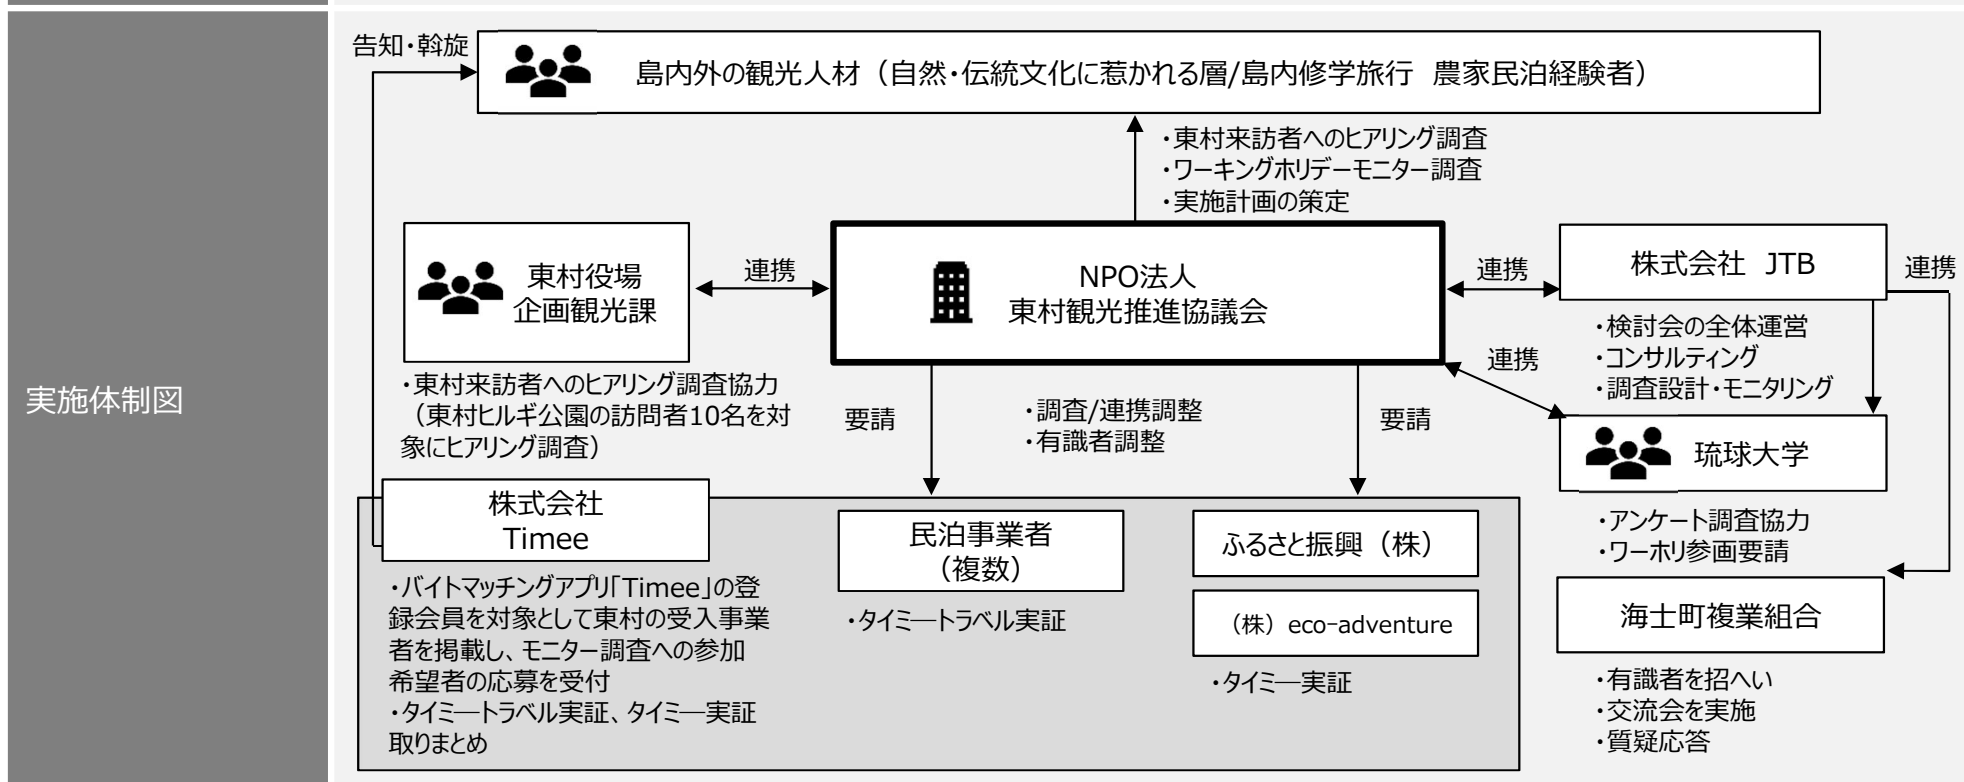 実施体制図
告知・斡旋
島内外の観光人材（自然・伝統文化に惹かれる層/島内修学旅行　農家民泊経験者）
・東村来訪者へのヒアリング調査
・ワーキングホリデーモニター調査
・実施計画の策定
東村役場
企画観光課
連携
NPO法人
東村観光推進協議会
連携
株式会社　JTB
連携
・東村来訪者へのヒアリング調査協力
（東村ヒルギ公園の訪問者10名を対
象にヒアリング調査）
要請
・調査/連携調整
・有識者調整
要請
連携
・検討会の全体運営
・コンサルティング
・調査設計・モニタリング
琉球大学
・アンケート調査協力
・ワーホリ参画要請
株式会社
Timee
・バイトマッチングアプリ「Timee」の登
録会員を対象として東村の受入事業
者を掲載し、モニター調査への参加
希望者の応募を受付
・タイミ―トラベル実証、タイミ―実証
取りまとめ
民泊事業者
（複数）
・タイミ―トラベル実証
ふるさと振興（株）
（株）eco-adventure
・タイミ―実証
海士町複業組合
・有識者を招へい
・交流会を実施
・質疑応答